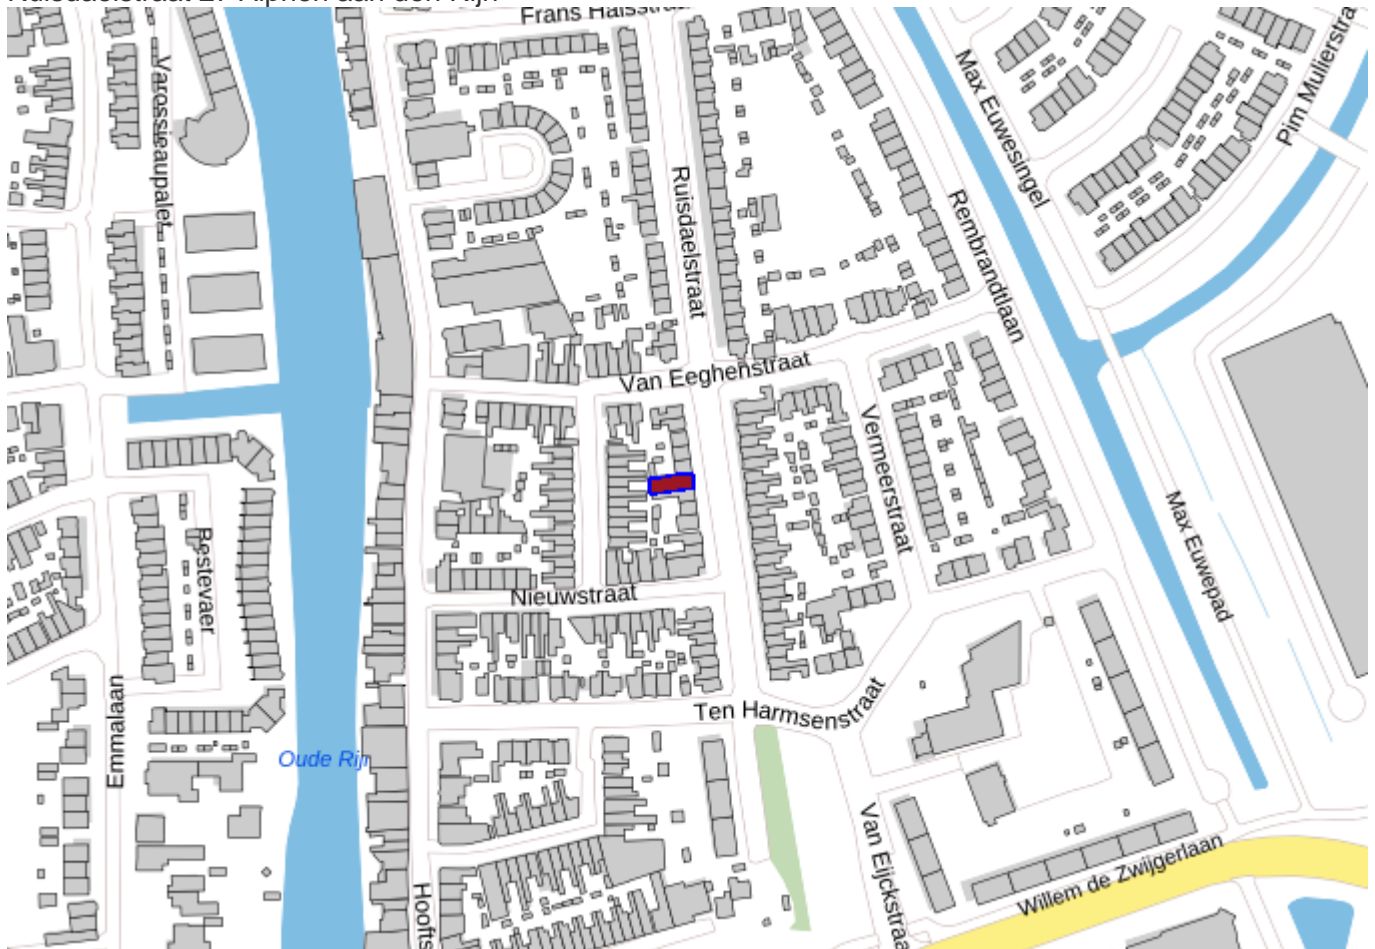 Frans Halsstraat
Max Euwesingel
Pim Mulierstra
Varossieaupalet
Ruisdaelstraat
Rembrandtlaan
Van Eeghenstraat
Vermeerstraat
Max Euwepad
Bestevaer
Nieuwstraat
Emmalaan
Ten Harmsenstraat
Oude Rijn
Van Eijckstraa
Willem de Zwijgerlaan
Hoofts